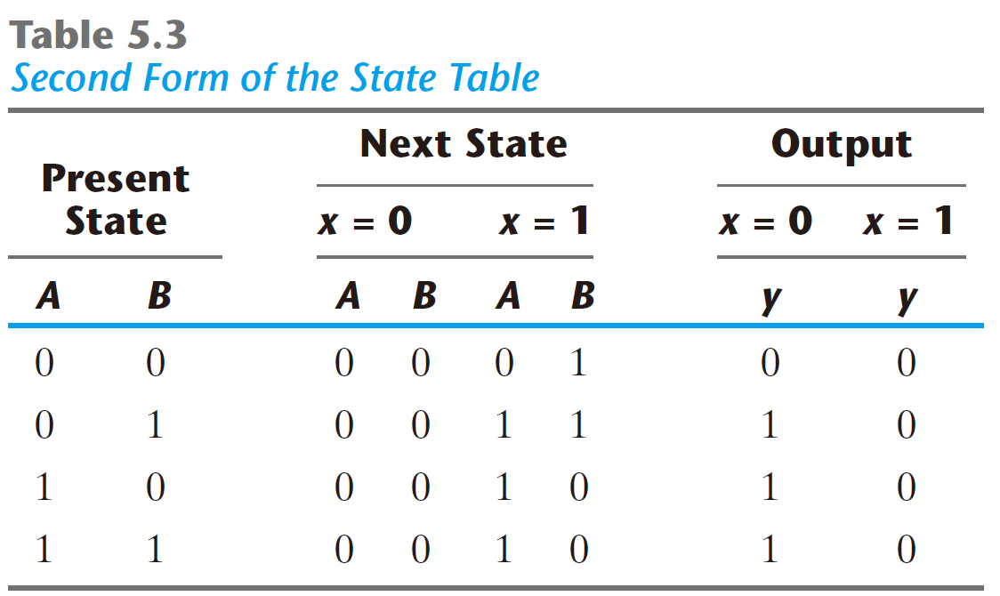 Table 5.3
Second Form of the State Table
Next State Output
Present
State
x = 0 x = 1 x = 0 x = 1
A B A B A B y y
0 0 0 0 0 1 0 0
0 1 0 0 1 1 1 0
1 0 0 0 1 0 1 0
1 1 0 0 1 0 1 0